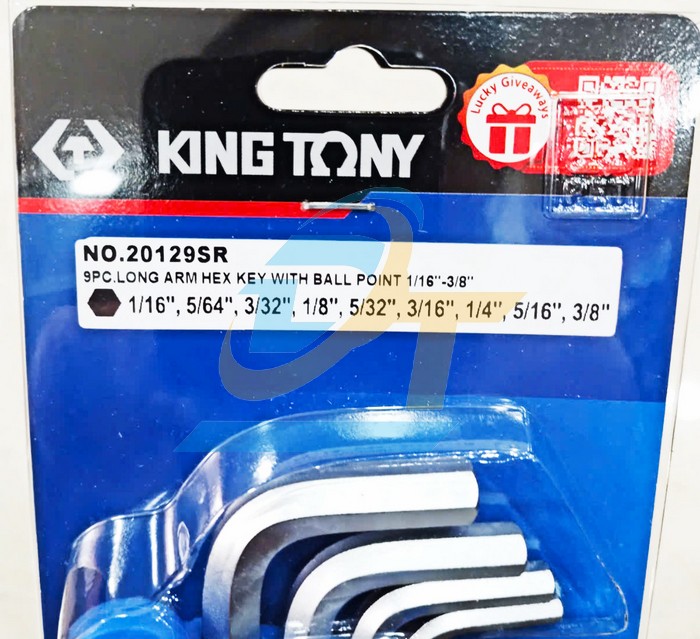 KING TONY
Lucky Giveaways
NO.20129SR
9PC.LONG ARM HEX KEY WITH BALL POINT 1/16"-3/8"
1/16", 5/64", 3/32", 1/8", 5/32", 3/16", 1/4", 5/16", 3/8"
DT